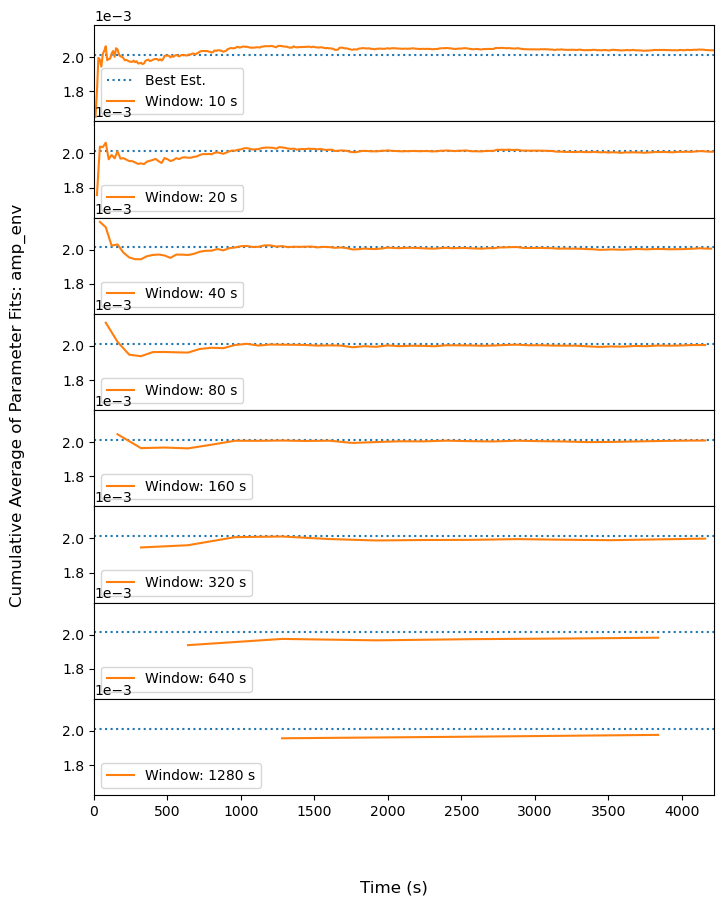 1e−3
2.0
1.8
Best Est.
Window: 10 s
1e−3
2.0
1.8
Window: 20 s
1e−3
2.0
1.8
Window: 40 s
1e−3
2.0
1.8
Window: 80 s
1e−3
2.0
1.8
Window: 160 s
1e−3
2.0
1.8
Window: 320 s
1e−3
2.0
1.8
Window: 640 s
1e−3
2.0
1.8
Window: 1280 s
0 500 1000 1500 2000 2500 3000 3500 4000
Time (s)
Cumulative Average of Parameter Fits: amp_env